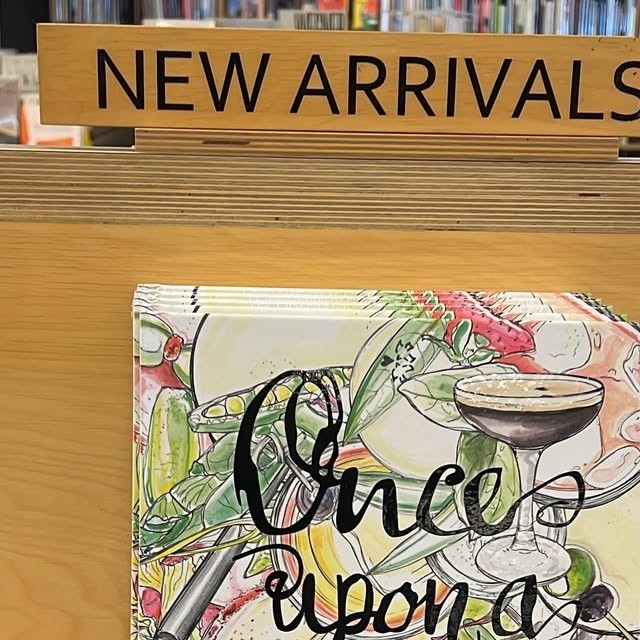 NEW ARRIVALS
Once
upon a